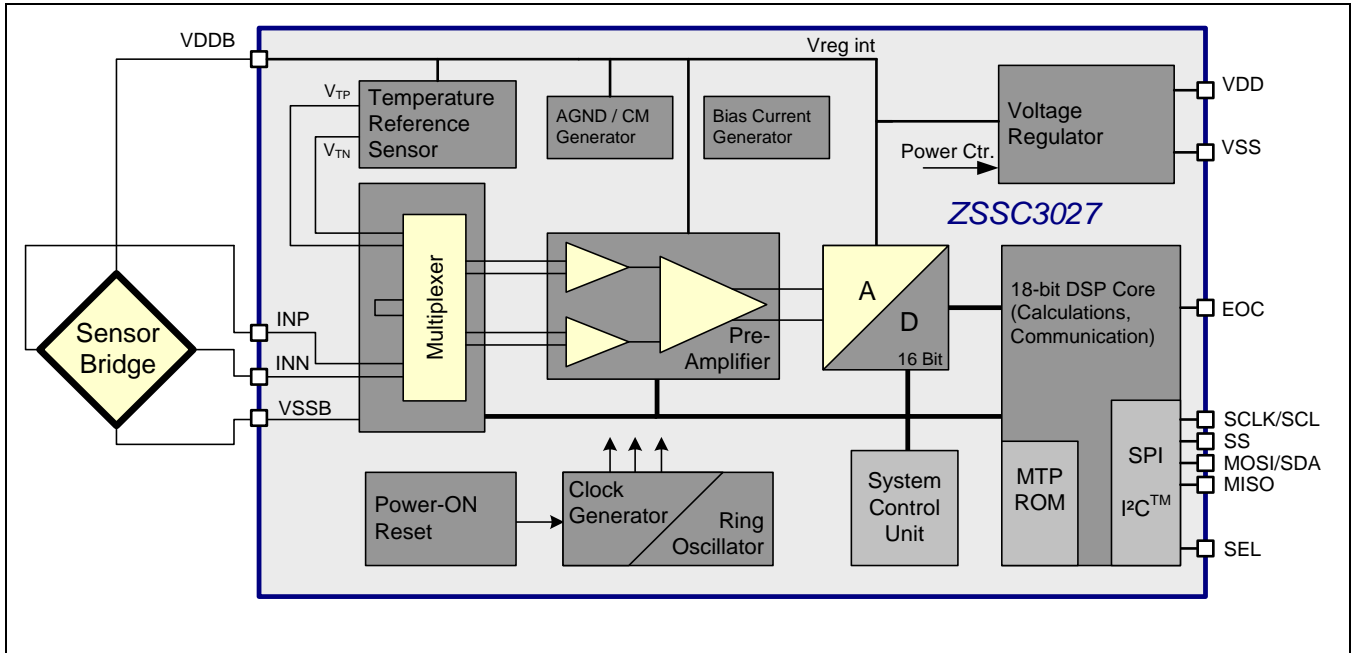 VDDB
Vreg int
VTP
Temperature
Reference
Sensor
VTN
AGND / CM
Generator
Bias Current
Generator
Voltage
Regulator
VDD
VSS
Power Ctr.
ZSSC3027
Multiplexer
Pre-
Amplifier
A
D
16 Bit
18-bit DSP Core
(Calculations,
Communication)
EOC
Sensor
Bridge
INP
INN
VSSB
Power-ON
Reset
Clock
Generator
Ring
Oscillator
System
Control
Unit
MTP
ROM
SPI
I²C™
SCLK/SCL
SS
MOSI/SDA
MISO
SEL